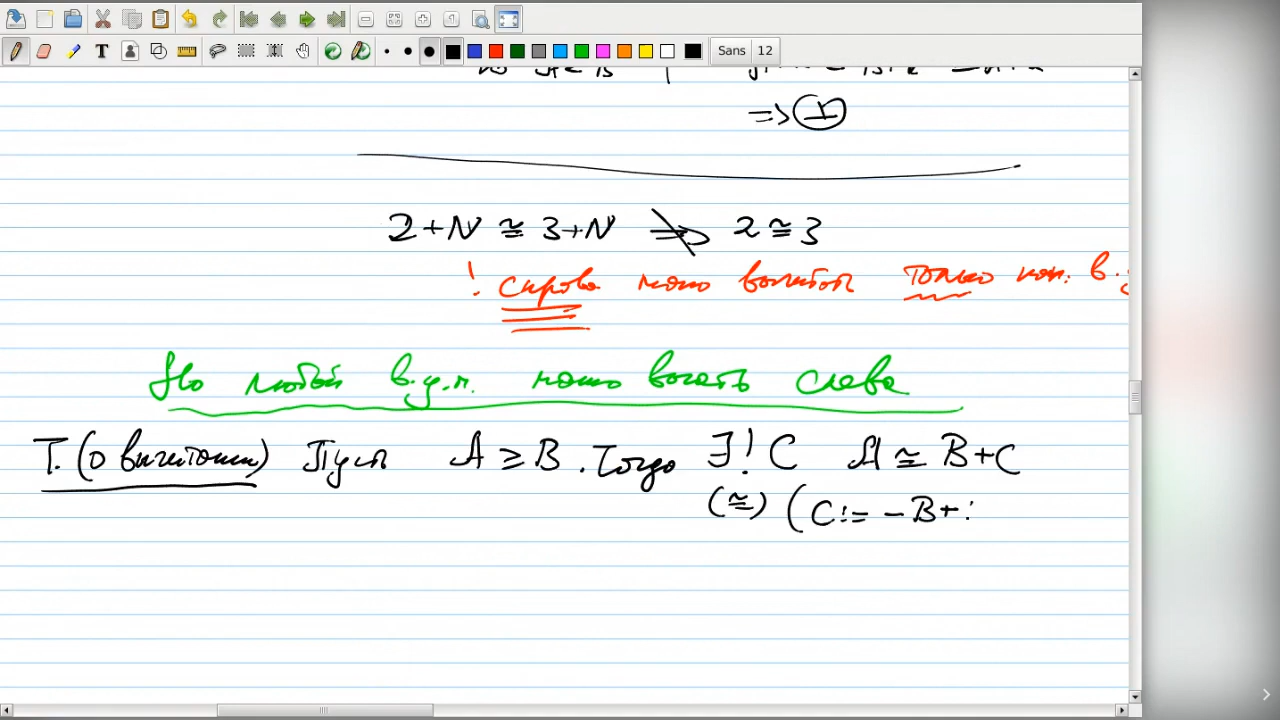 Sans 12
=> ①
2+ℕ ≅ 3+ℕ ⇏ 2 ≅ 3
! справа можно вычитать только кон. в.у
Но любой в.у.м. можно вычесть слева
Т. (о вычитании) Пусть A ≥ B. Тогда ∃! C A ≅ B+C
(≅) (C := -B+